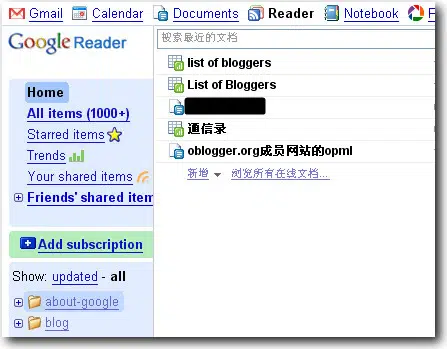 Gmail Calendar Documents Reader Notebook
Google Reader
搜索最近的文档
Home
All items (1000+)
Starred items
Trends
Your shared items
Friends' shared item
Add subscription
Show: updated - all
about-google
blog
list of bloggers
List of Bloggers
通信录
oblogger.org成员网站的opml
新增 浏览所有在线文档...